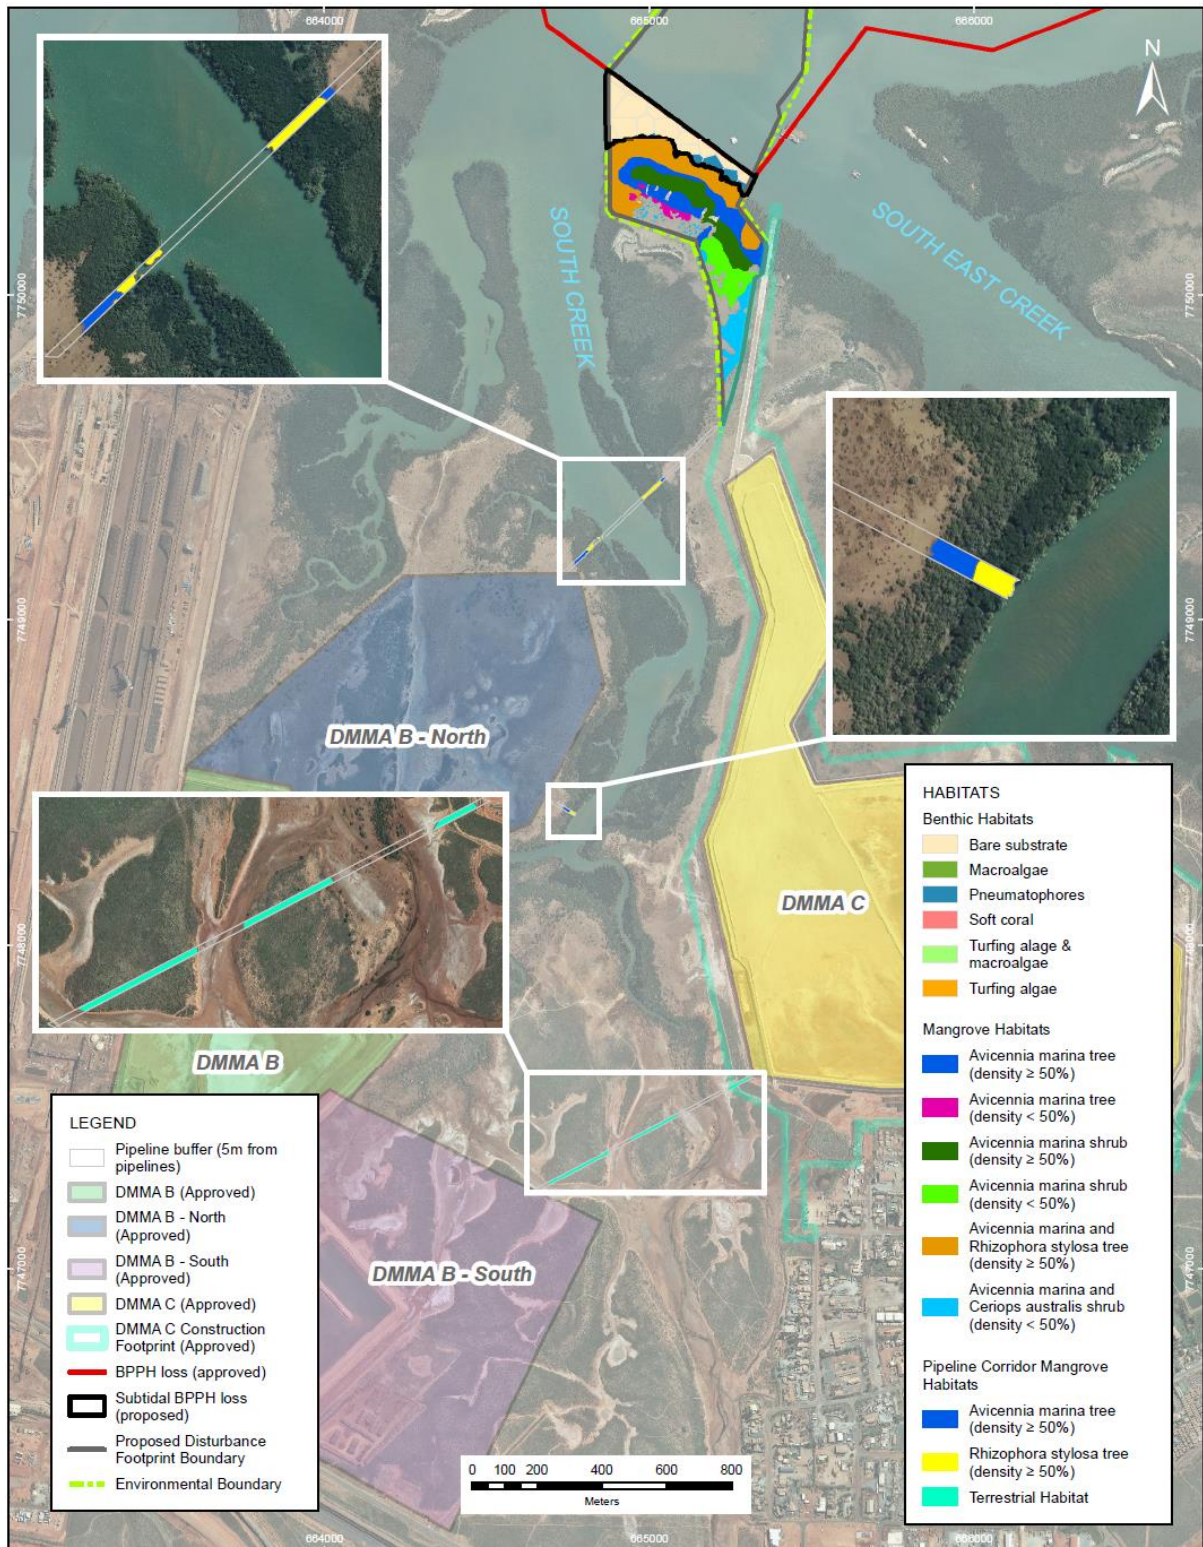 664000
665000
666000
N
SOUTH CREEK
SOUTH EAST CREEK
7750000
7750000
7749000
7749000
DMMA B - North
DMMA C
7748000
DMMA B
DMMA B - South
7747000
7747000
LEGEND
Pipeline buffer (5m from
pipelines)
DMMA B (Approved)
DMMA B - North
(Approved)
DMMA B - South
(Approved)
DMMA C (Approved)
DMMA C Construction
Footprint (Approved)
BPPH loss (approved)
Subtidal BPPH loss
(proposed)
Proposed Disturbance
Footprint Boundary
Environmental Boundary
0 100 200 400 600 800
Meters
HABITATS
Benthic Habitats
Bare substrate
Macroalgae
Pneumatophores
Soft coral
Turfing alage &
macroalgae
Turfing algae
Mangrove Habitats
Avicennia marina tree
(density ≥ 50%)
Avicennia marina tree
(density < 50%)
Avicennia marina shrub
(density ≥ 50%)
Avicennia marina shrub
(density < 50%)
Avicennia marina and
Rhizophora stylosa tree
(density ≥ 50%)
Avicennia marina and
Ceriops australis shrub
(density < 50%)
Pipeline Corridor Mangrove
Habitats
Avicennia marina tree
(density ≥ 50%)
Rhizophora stylosa tree
(density ≥ 50%)
Terrestrial Habitat
664000
665000
666000